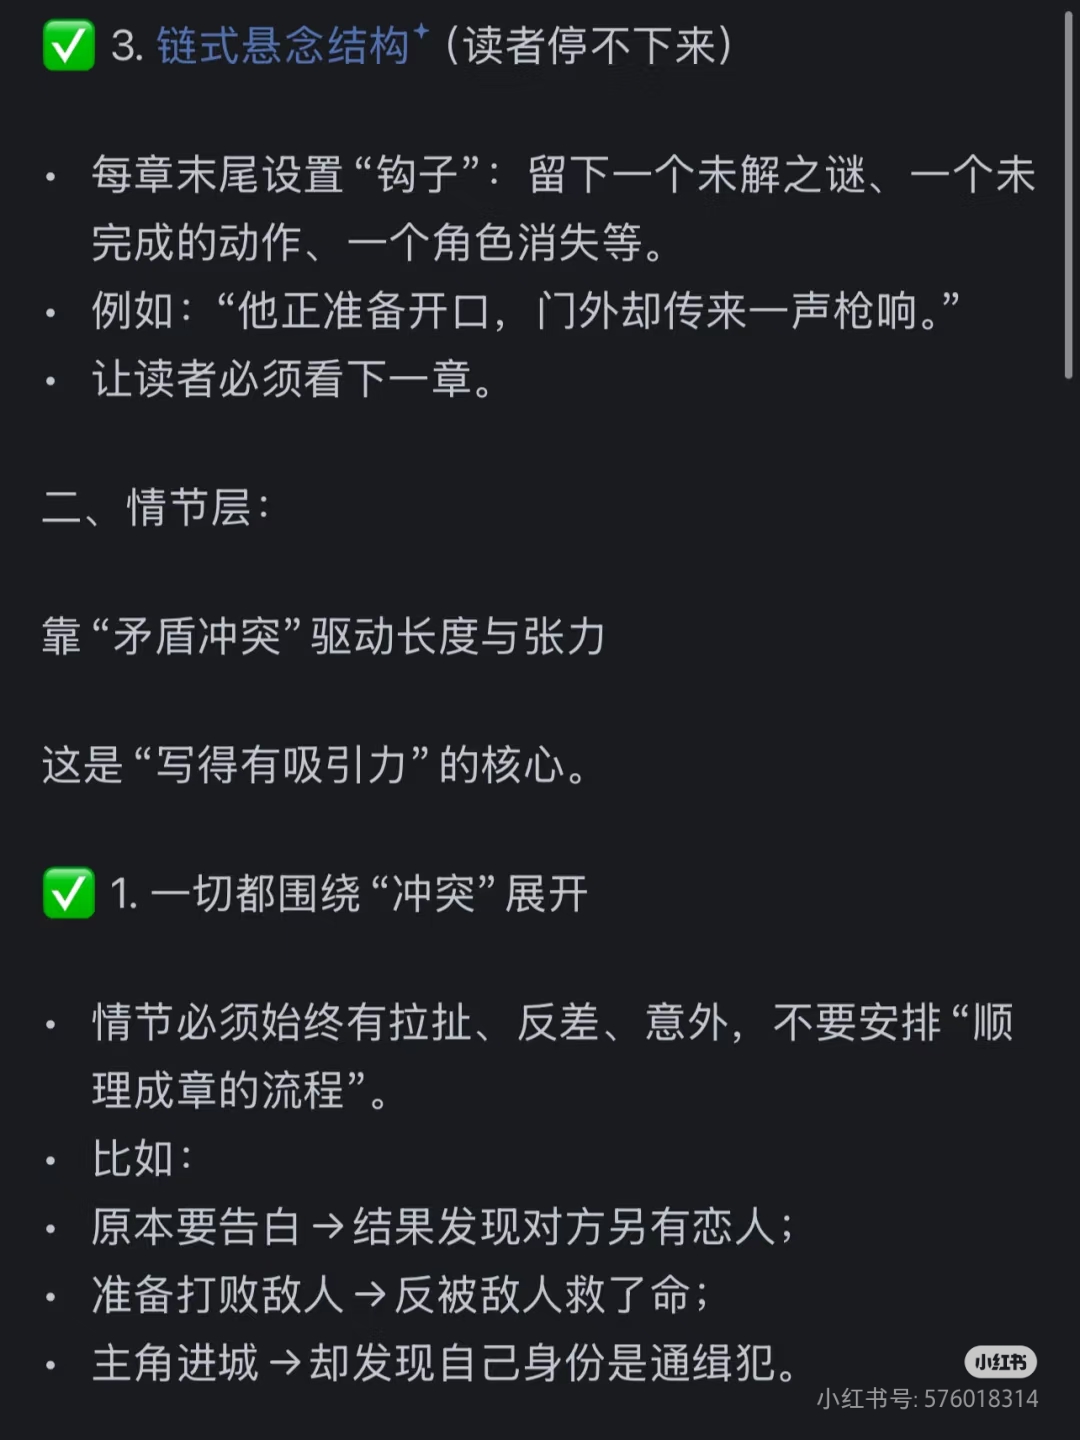 ✅ 3. 链式悬念结构（读者停不下来）
• 每章末尾设置“钩子”：留下一个未解之谜、一个未
完成的动作、一个角色消失等。
• 例如：“他正准备开口，门外却传来一声枪响。”
• 让读者必须看下一章。
二、情节层：
靠“矛盾冲突”驱动长度与张力
这是“写得有吸引力”的核心。
✅ 1. 一切都围绕“冲突”展开
• 情节必须始终有拉扯、反差、意外，不要安排“顺
理成章的流程”。
• 比如：
• 原本要告白→结果发现对方另有恋人；
• 准备打败敌人→反被敌人救了命；
• 主角进城→却发现自己身份是通缉犯。
小红书
小红书号: 576018314